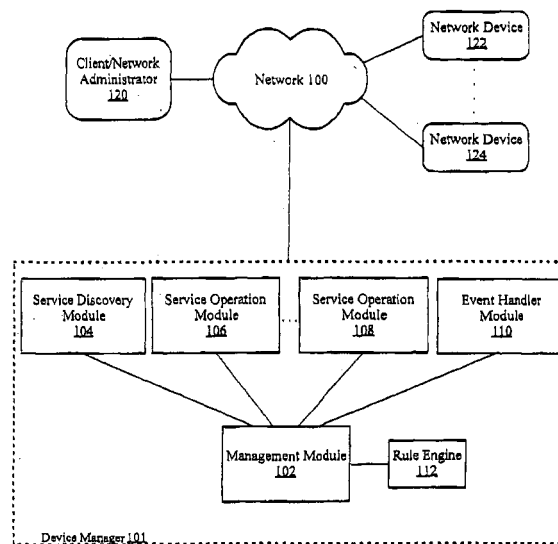 Network Device
122
Client/Network
Administrator
120
Network 100
Network Device
124
Service Discovery
Module
104
Service Operation
Module
106
Service Operation
Module
108
Event Handler
Module
110
Management Module
102
Rule Engine
112
Device Manager 101